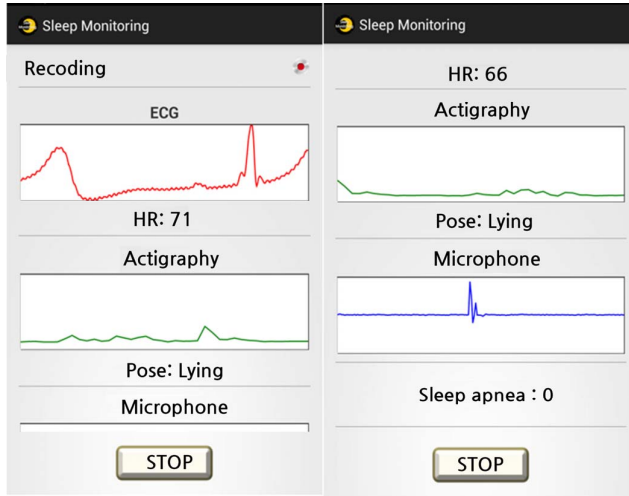 Sleep Monitoring
Recoding
ECG
HR: 71
Actigraphy
Pose: Lying
Microphone
STOP
Sleep Monitoring
HR: 66
Actigraphy
Pose: Lying
Microphone
Sleep apnea : 0
STOP